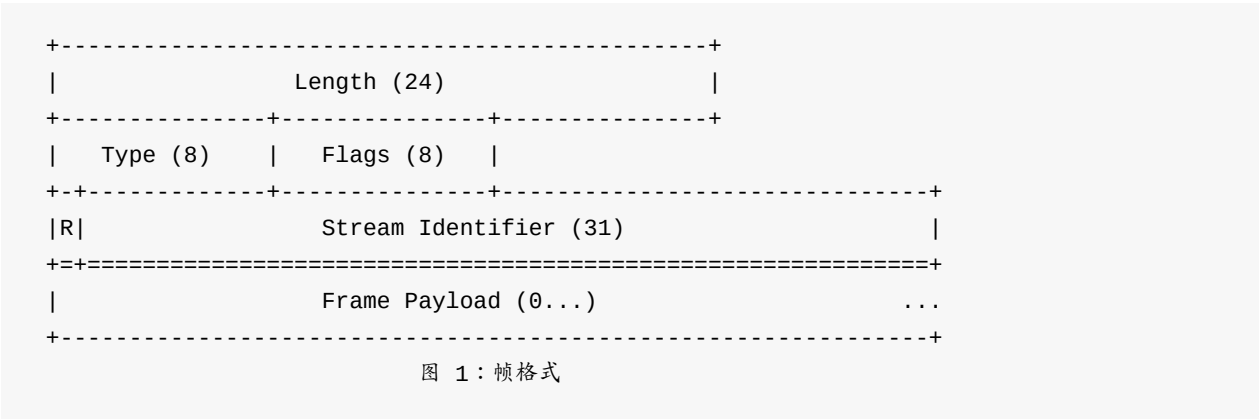 +-----------------------------------------------+
|                 Length (24)                   |
+---------------+---------------+---------------+
|   Type (8)    |   Flags (8)   |
+-+-------------+---------------+-------------------------------+
|R|                 Stream Identifier (31)                      |
+=+=============================================================+
|                   Frame Payload (0...)                      ...
+---------------------------------------------------------------+
图 1：帧格式